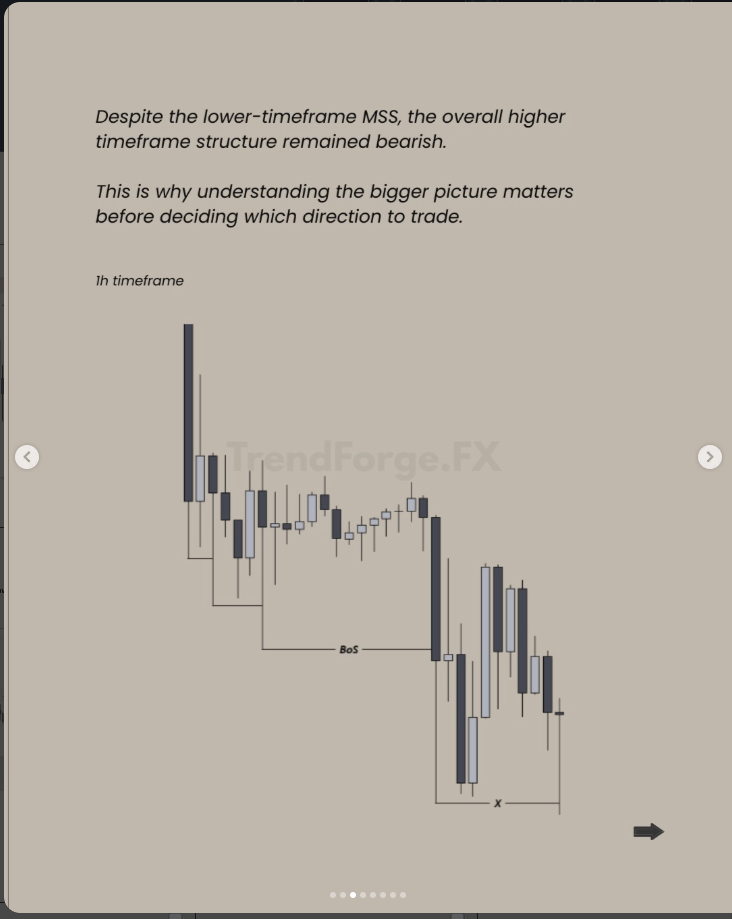 Despite the lower-timeframe MSS, the overall higher
timeframe structure remained bearish.
This is why understanding the bigger picture matters
before deciding which direction to trade.
1h timeframe
TrendForge.FX
BoS
X